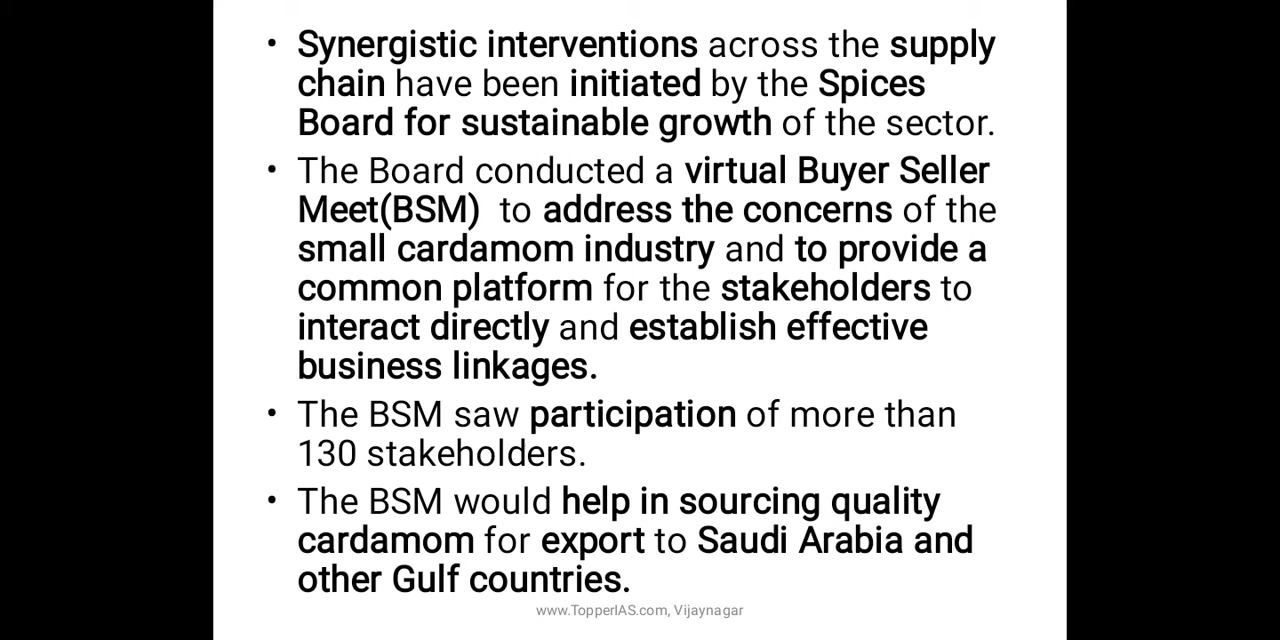 • Synergistic interventions across the supply
chain have been initiated by the Spices
Board for sustainable growth of the sector.
• The Board conducted a virtual Buyer Seller
Meet(BSM)  to address the concerns of the
small cardamom industry and to provide a
common platform for the stakeholders to
interact directly and establish effective
business linkages.
• The BSM saw participation of more than
130 stakeholders.
• The BSM would help in sourcing quality
cardamom for export to Saudi Arabia and
other Gulf countries.
www.TopperIAS.com, Vijaynagar